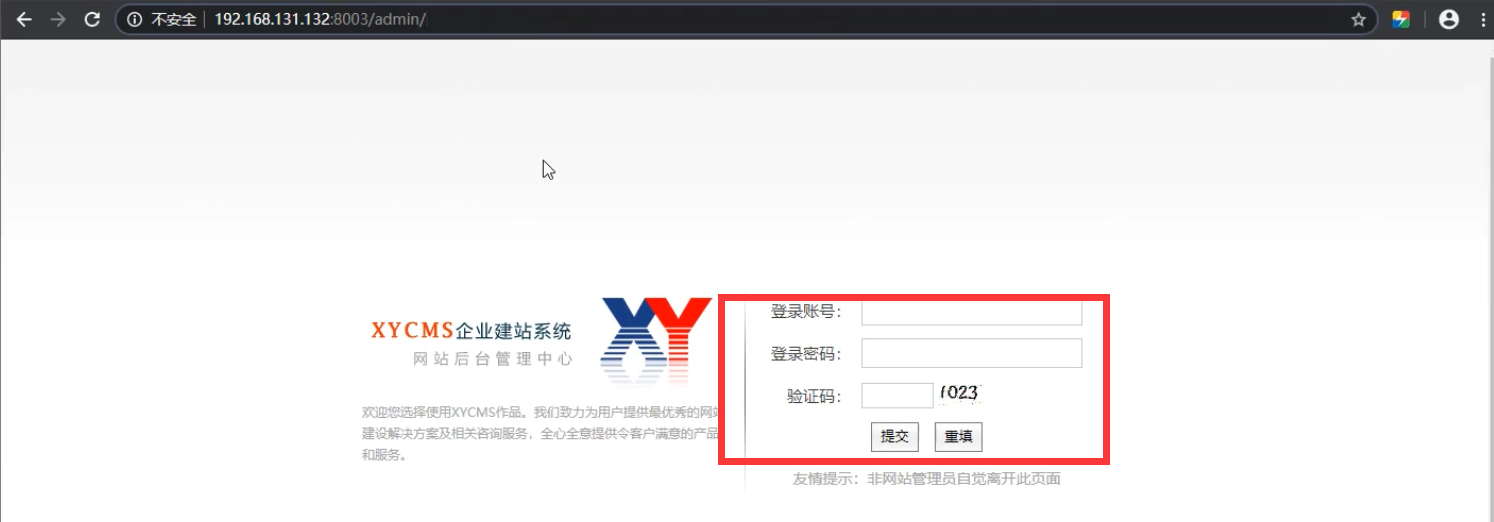 不安全 192.168.131.132:8003/admin/
XYCMS企业建站系统
网站后台管理中心
XY
欢迎您选择使用XYCMS作品。我们致力为用户提供最优秀的网站
建设解决方案及相关咨询服务，全心全意提供令客户满意的产品
和服务。
登录账号：
登录密码：
验证码： 1023
提交 重填
友情提示：非网站管理员自觉离开此页面